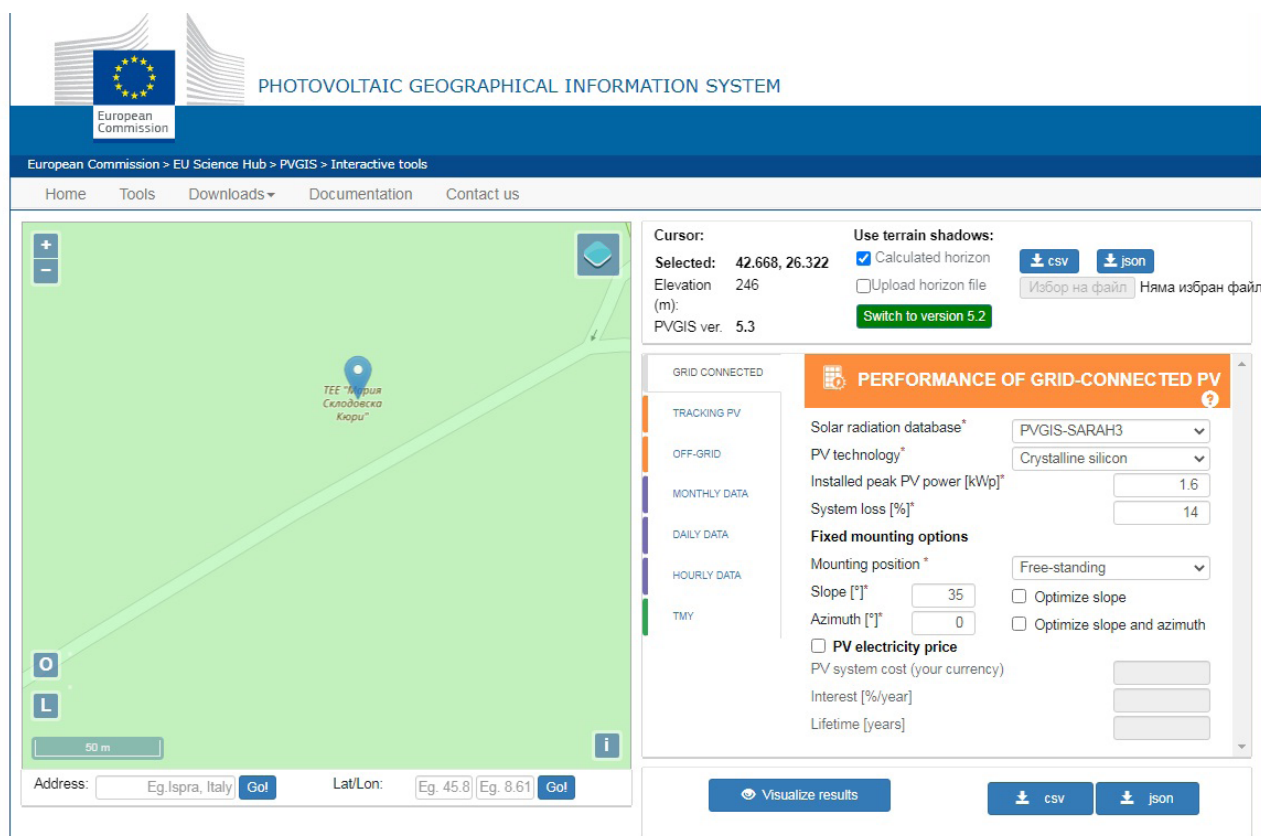 European
Commission
PHOTOVOLTAIC GEOGRAPHICAL INFORMATION SYSTEM
European Commission > EU Science Hub > PVGIS > Interactive tools
Home Tools Downloads Documentation Contact us
+
−
ТЕЕ "Мария
Склодовска
Кюри"
O
L
50 m
i
Address: Eg.Ispra, Italy Go! Lat/Lon: Eg. 45.8 Eg. 8.61 Go!
Cursor: Use terrain shadows:
Selected: 42.668, 26.322 Calculated horizon csv json
Elevation 246 Upload horizon file Избор на файл Няма избран файл
(m):
PVGIS ver. 5.3 Switch to version 5.2
GRID CONNECTED
TRACKING PV
OFF-GRID
MONTHLY DATA
DAILY DATA
HOURLY DATA
TMY
PERFORMANCE OF GRID-CONNECTED PV
?
Solar radiation database* PVGIS-SARAH3
PV technology* Crystalline silicon
Installed peak PV power [kWp]* 1.6
System loss [%]* 14
Fixed mounting options
Mounting position * Free-standing
Slope [°]* 35 Optimize slope
Azimuth [°]* 0 Optimize slope and azimuth
PV electricity price
PV system cost (your currency)
Interest [%/year]
Lifetime [years]
Visualize results csv json